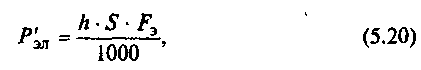 P'эл = h · S · Fэ / 1000, (5.20)